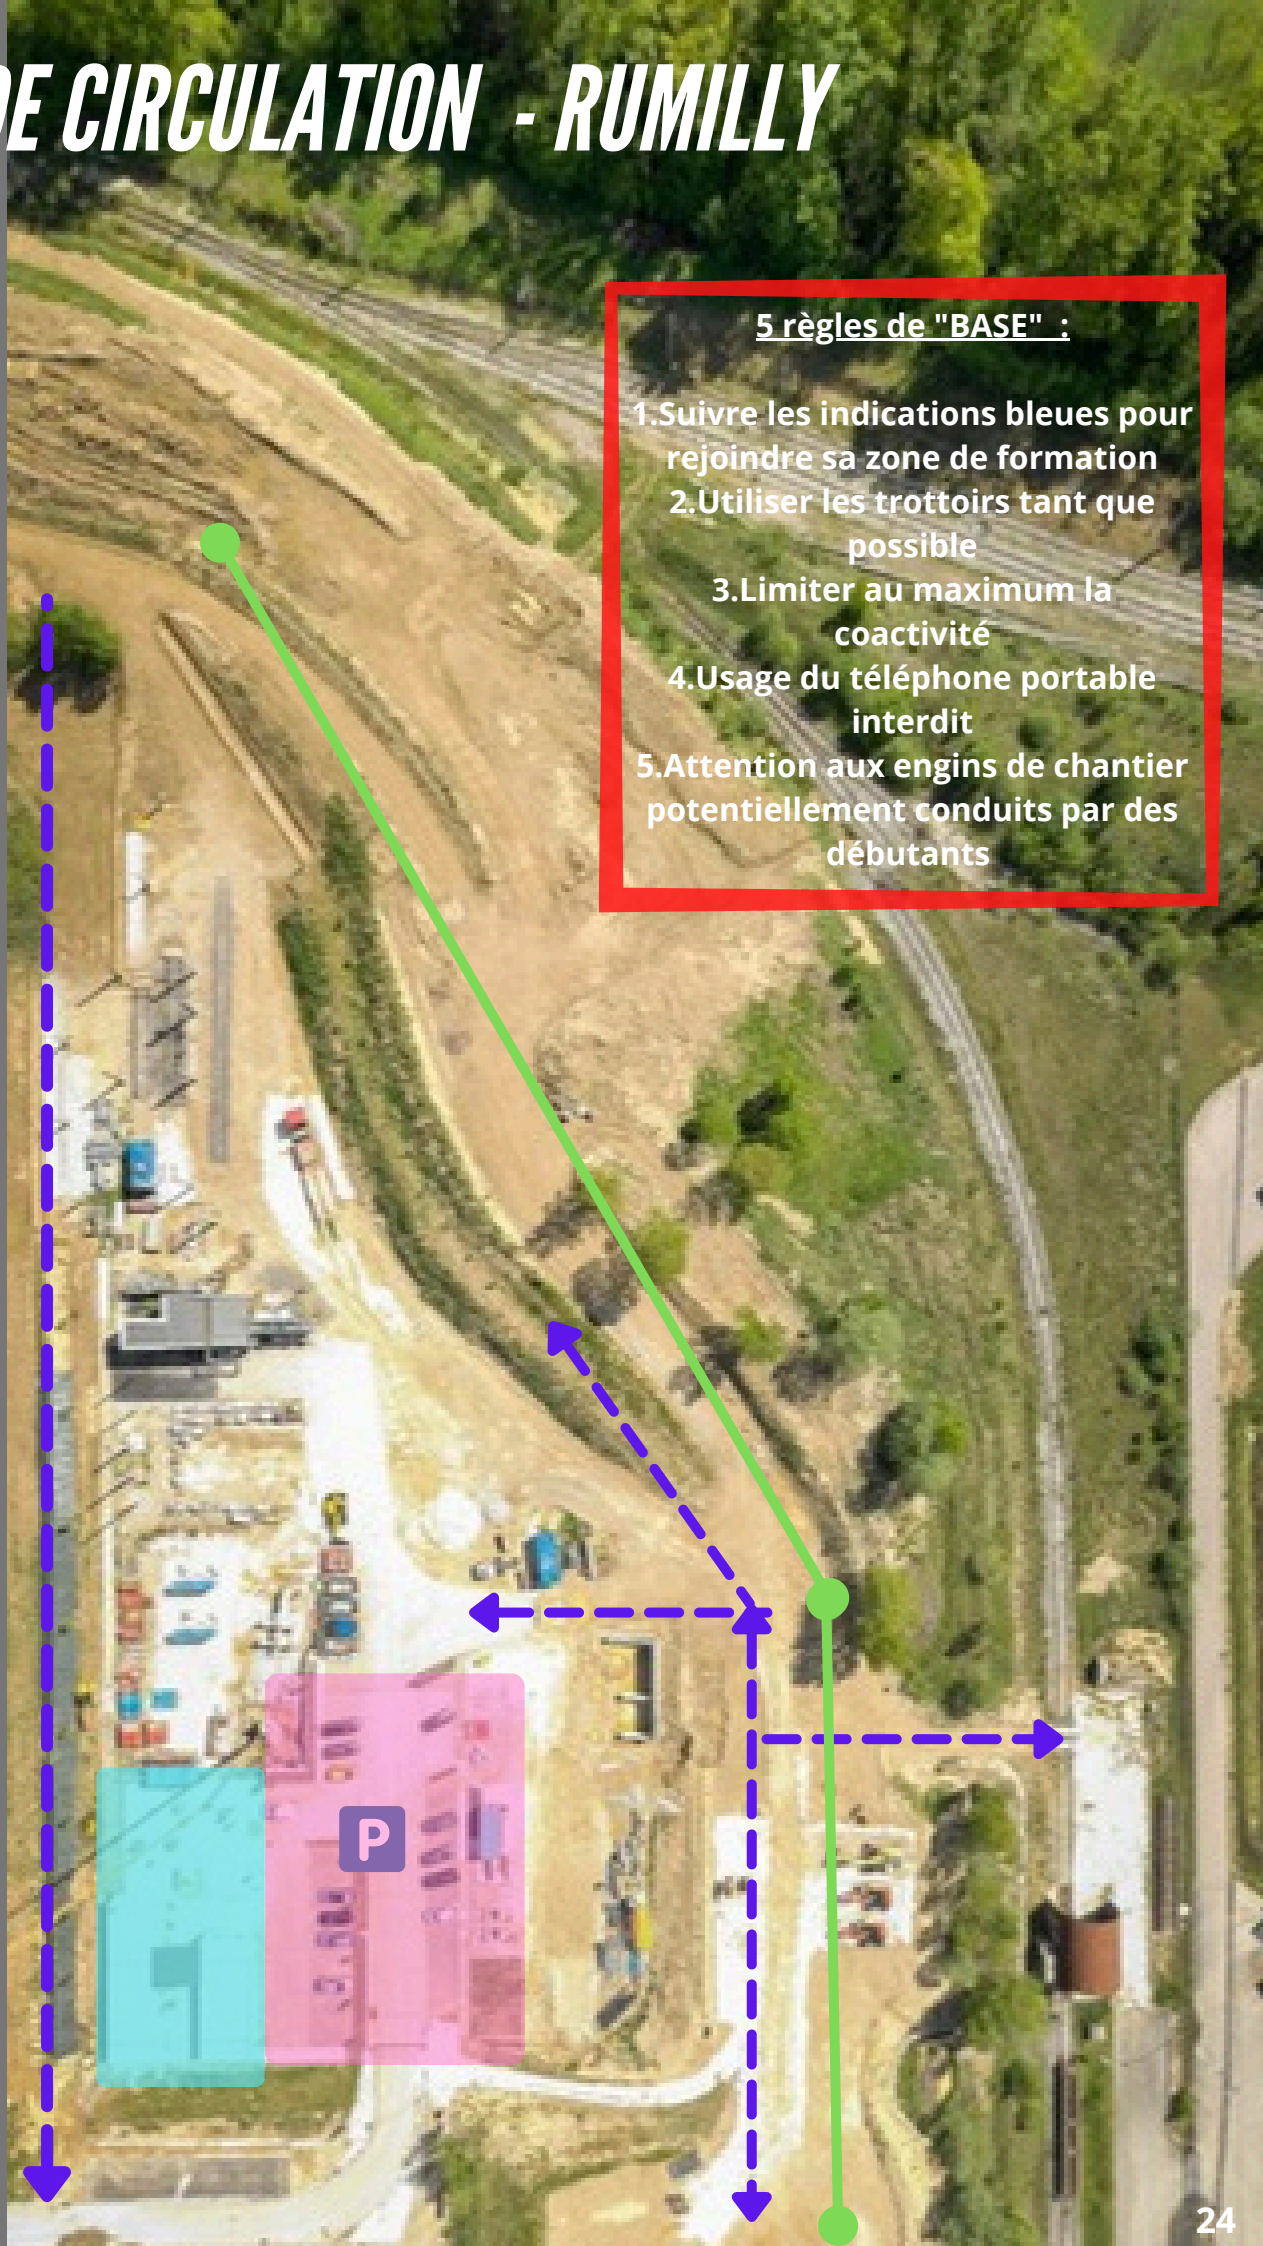 DE CIRCULATION - RUMILLY
5 règles de "BASE" :
1.Suivre les indications bleues pour
rejoindre sa zone de formation
2.Utiliser les trottoirs tant que
possible
3.Limiter au maximum la
coactivité
4.Usage du téléphone portable
interdit
5.Attention aux engins de chantier
potentiellement conduits par des
débutants
P
24